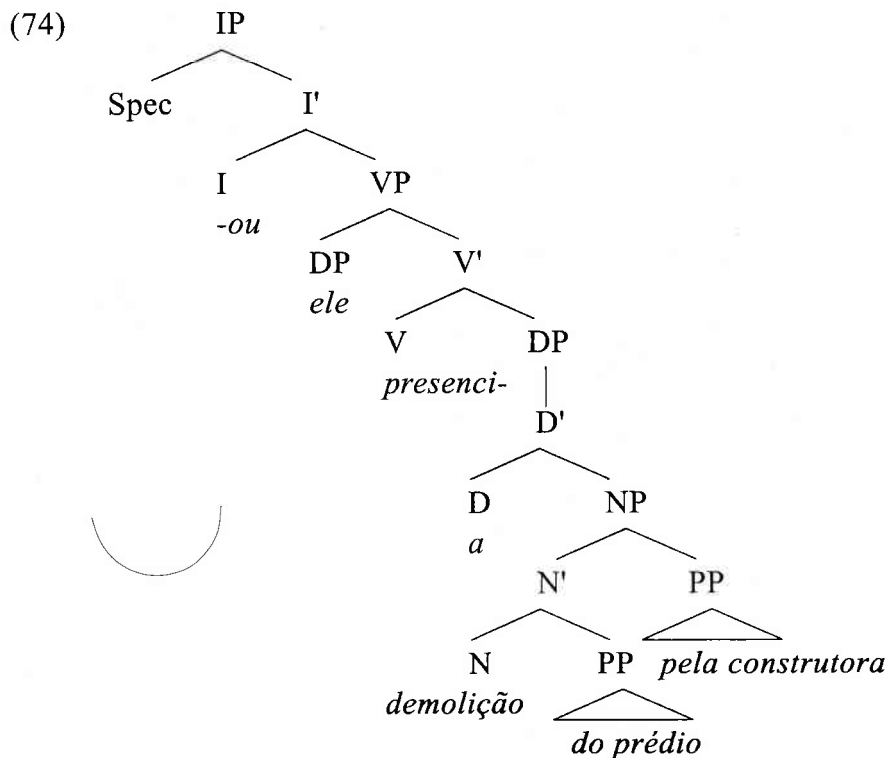 (74) IP
Spec I'
I VP
-ou
DP V'
ele
V DP
presenci-
D'
D NP
a
N' PP
N PP pela construtora
demolição
do prédio